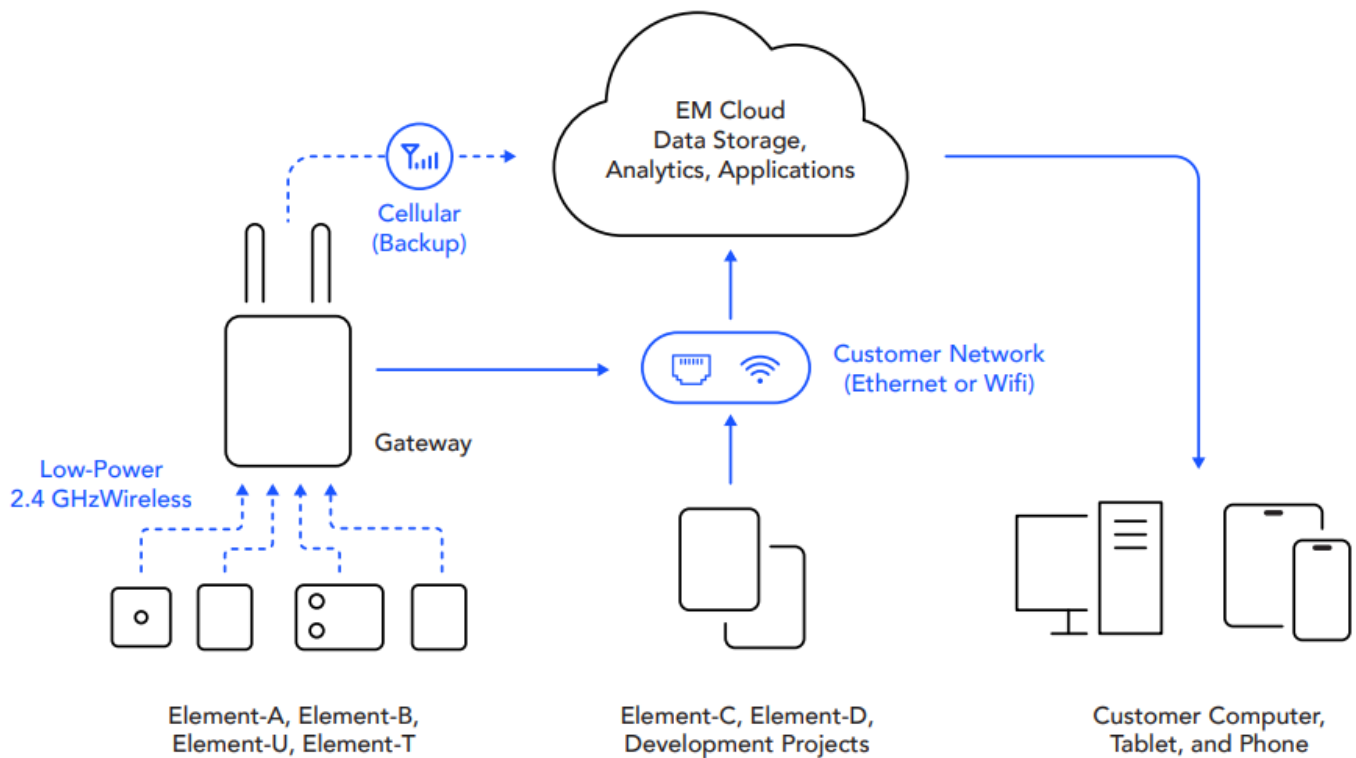 EM Cloud
Data Storage,
Analytics, Applications
Cellular
(Backup)
Customer Network
(Ethernet or Wifi)
Gateway
Low-Power
2.4 GHzWireless
Element-A, Element-B,
Element-U, Element-T
Element-C, Element-D,
Development Projects
Customer Computer,
Tablet, and Phone